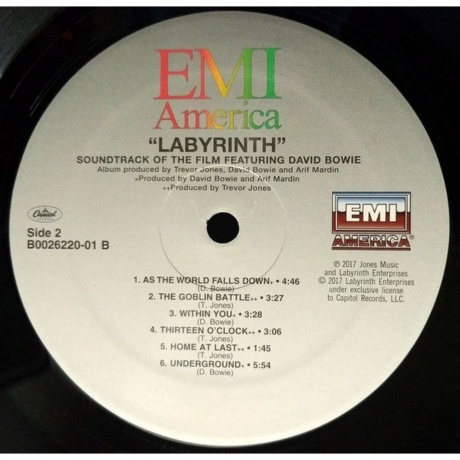 EMI
America
"LABYRINTH"
SOUNDTRACK OF THE FILM FEATURING DAVID BOWIE
Album produced by Trevor Jones, David Bowie and Arif Mardin
+Produced by David Bowie and Arif Mardin
++Produced by Trevor Jones
Capitol
RECORDS
Side 2
B0026220-01 B
EMI
AMERICA
℗ 2017 Jones Music
and Labyrinth Enterprises
© 2017 Labyrinth Enterprises
under exclusive license
to Capitol Records, LLC.
1. AS THE WORLD FALLS DOWN+ • 4:46
(D. Bowie)
2. THE GOBLIN BATTLE++ • 3:27
(T. Jones)
3. WITHIN YOU+ • 3:28
(D. Bowie)
4. THIRTEEN O'CLOCK++ • 3:06
(T. Jones)
5. HOME AT LAST++ • 1:45
(T. Jones)
6. UNDERGROUND+ • 5:54
(D. Bowie)